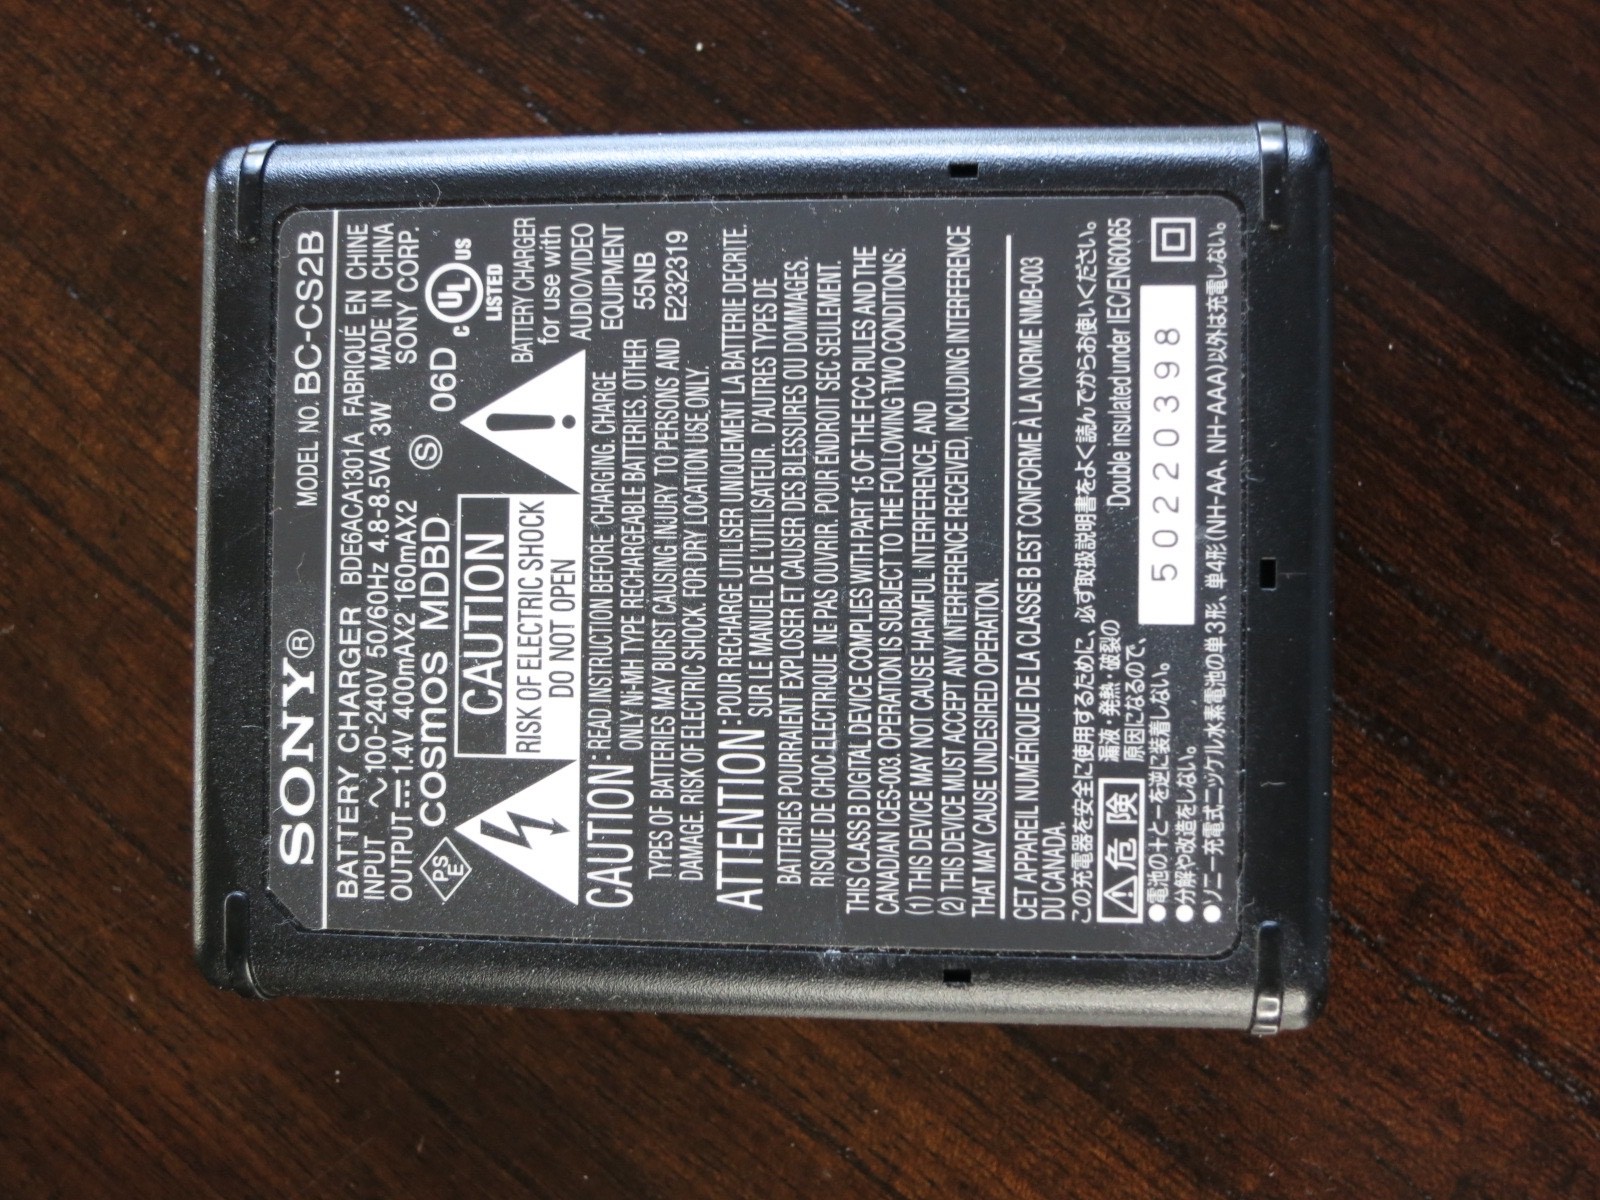 SONY® MODEL NO. BC-CS2B
BATTERY CHARGER BDE6ACA1301A FABRIQUÉ EN CHINE
INPUT ～100-240V 50/60Hz 4.8-8.5VA 3W MADE IN CHINA
OUTPUT⎓1.4V 400mAX2 160mAX2 SONY CORP.
COSMOS MDBD Ⓢ 06D
PS
E
C UL US
LISTED
CAUTION
RISK OF ELECTRIC SHOCK
DO NOT OPEN
BATTERY CHARGER
for use with
AUDIO/VIDEO
EQUIPMENT
55NB
E232319
CAUTION : READ INSTRUCTION BEFORE CHARGING. CHARGE
ONLY Ni-MH TYPE RECHARGEABLE BATTERIES. OTHER
TYPES OF BATTERIES MAY BURST CAUSING INJURY TO PERSONS AND
DAMAGE. RISK OF ELECTRIC SHOCK. FOR DRY LOCATION USE ONLY.
ATTENTION : POUR RECHARGE UTILISER UNIQUEMENT LA BATTERIE DECRITE.
SUR LE MANUEL DE L'UTILISATEUR. D'AUTRES TYPES DE
BATTERIES POURRAIENT EXPLOSER ET CAUSER DES BLESSURES OU DOMMAGES.
RISQUE DE CHOC ELECTRIQUE. NE PAS OUVRIR. POUR ENDROIT SEC SEULEMENT.
THIS CLASS B DIGITAL DEVICE COMPLIES WITH PART 15 OF THE FCC RULES AND THE
CANADIAN ICES-003. OPERATION IS SUBJECT TO THE FOLLOWING TWO CONDITIONS:
(1) THIS DEVICE MAY NOT CAUSE HARMFUL INTERFERENCE, AND
(2) THIS DEVICE MUST ACCEPT ANY INTERFERENCE RECEIVED, INCLUDING INTERFERENCE
THAT MAY CAUSE UNDESIRED OPERATION.
CET APPAREIL NUMÉRIQUE DE LA CLASSE B EST CONFORME À LA NORME NMB-003
DU CANADA.
この充電器を安全に使用するために、必ず取扱説明書をよく読んでからお使いください。
危険 漏液・発熱・破裂の
原因になるので、
Double insulated under IEC/EN60065
●電池の＋と－を逆に装着しない。
●分解や改造をしない。
50220398
●ソニー充電式ニッケル水素電池の単3形、単4形(NH-AA, NH-AAA)以外は充電しない。